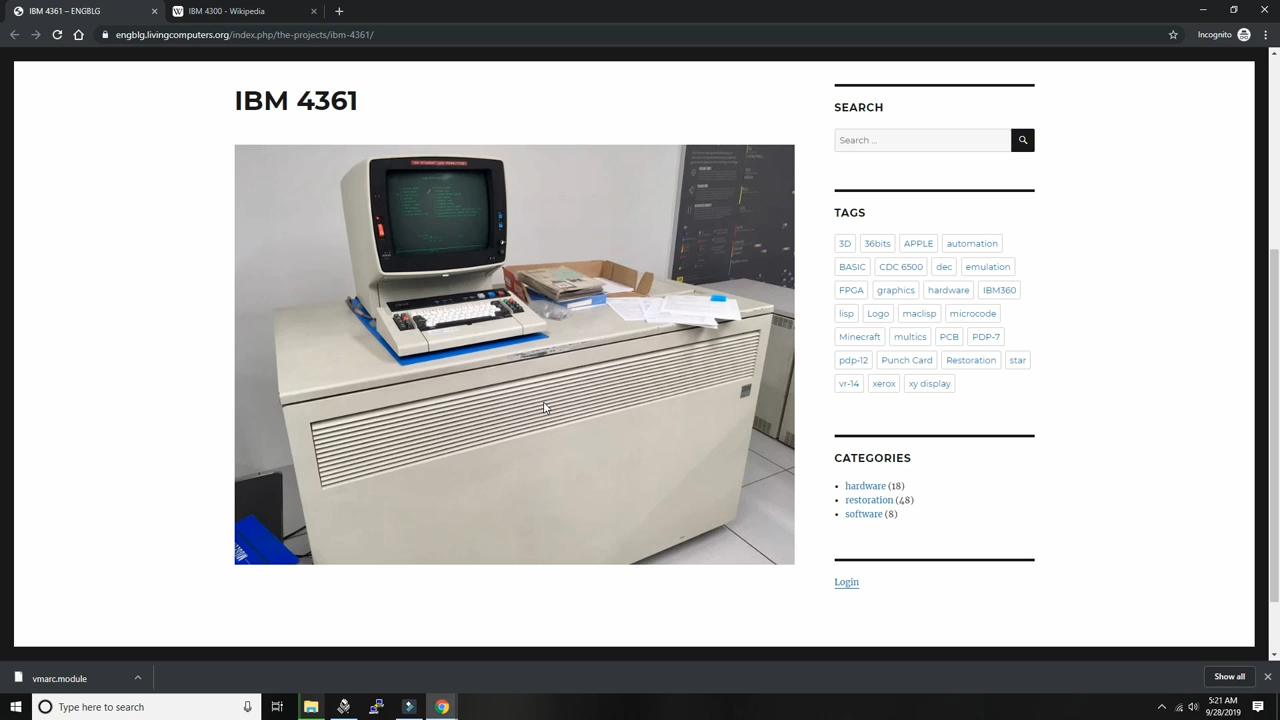 IBM 4361 – ENGBLG
IBM 4300 - Wikipedia
engblg.livingcomputers.org/index.php/the-projects/ibm-4361/
Incognito
IBM 4361
SEARCH
Search …
TAGS
3D 36bits APPLE automation
BASIC CDC 6500 dec emulation
FPGA graphics hardware IBM360
lisp Logo maclisp microcode
Minecraft multics PCB PDP-7
pdp-12 Punch Card Restoration star
vr-14 xerox xy display
CATEGORIES
hardware (18)
restoration (48)
software (8)
Login
vmarc.module
Show all
Type here to search
5:21 AM
9/28/2019